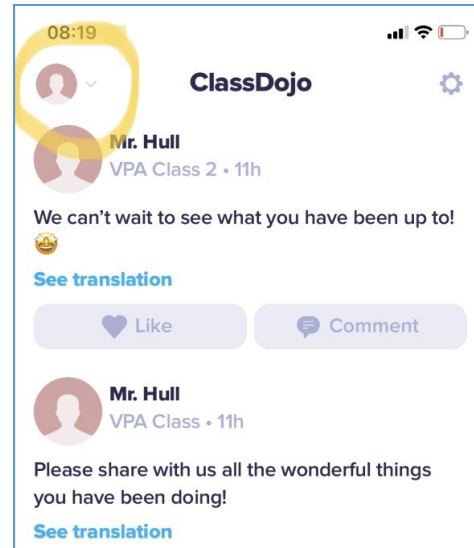 08:19
ClassDojo
Mr. Hull
VPA Class 2 • 11h
We can’t wait to see what you have been up to!
🤩
See translation
Like
Comment
Mr. Hull
VPA Class • 11h
Please share with us all the wonderful things
you have been doing!
See translation